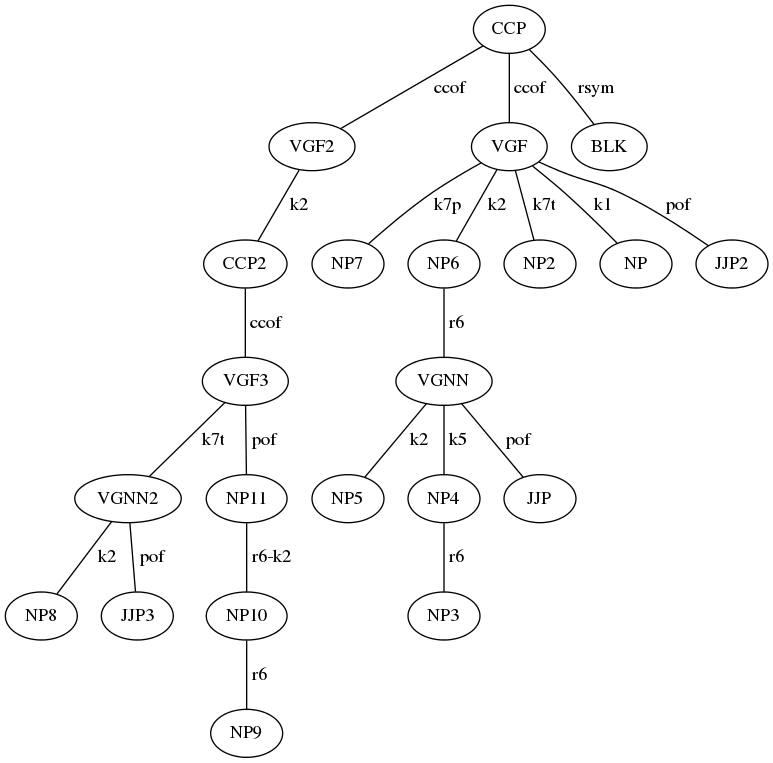 CCP
ccof ccof rsym
VGF2 VGF BLK
k2 k7p k2 k7t k1 pof
CCP2 NP7 NP6 NP2 NP JJP2
ccof r6
VGF3 VGNN
k7t pof k2 k5 pof
VGNN2 NP11 NP5 NP4 JJP
k2 pof r6-k2 r6
NP8 JJP3 NP10 NP3
r6
NP9